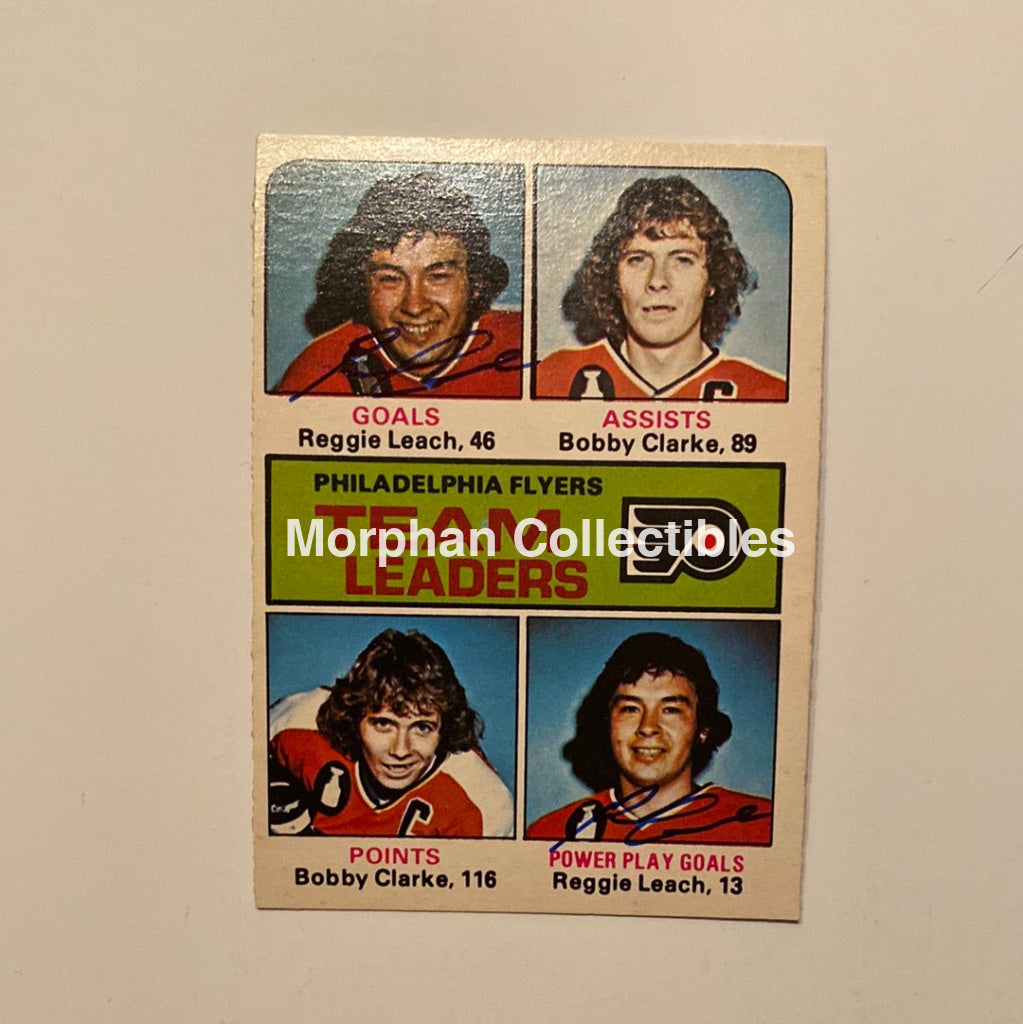 GOALS
Reggie Leach, 46
ASSISTS
Bobby Clarke, 89
PHILADELPHIA FLYERS
TEAM
LEADERS
Morphan Collectibles
C
POINTS
Bobby Clarke, 116
C
POWER PLAY GOALS
Reggie Leach, 13